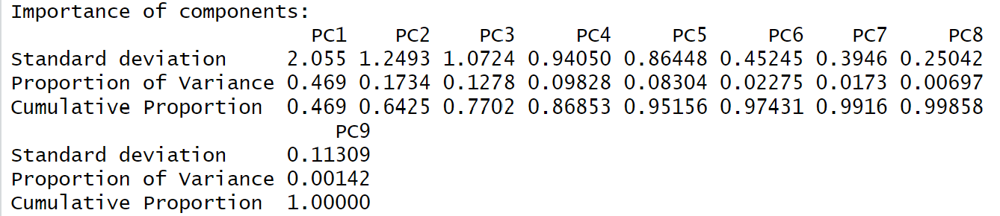 Importance of components:
                          PC1    PC2    PC3     PC4     PC5     PC6    PC7     PC8
Standard deviation     2.055 1.2493 1.0724 0.94050 0.86448 0.45245 0.3946 0.25042
Proportion of Variance 0.469 0.1734 0.1278 0.09828 0.08304 0.02275 0.0173 0.00697
Cumulative Proportion  0.469 0.6425 0.7702 0.86853 0.95156 0.97431 0.9916 0.99858
                           PC9
Standard deviation     0.11309
Proportion of Variance 0.00142
Cumulative Proportion  1.00000